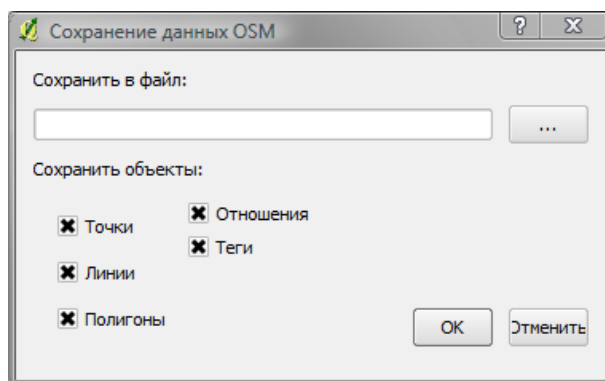 Сохранение данных OSM
Сохранить в файл:
...
Сохранить объекты:
Точки
Отношения
Теги
Линии
Полигоны
OK
Отменить